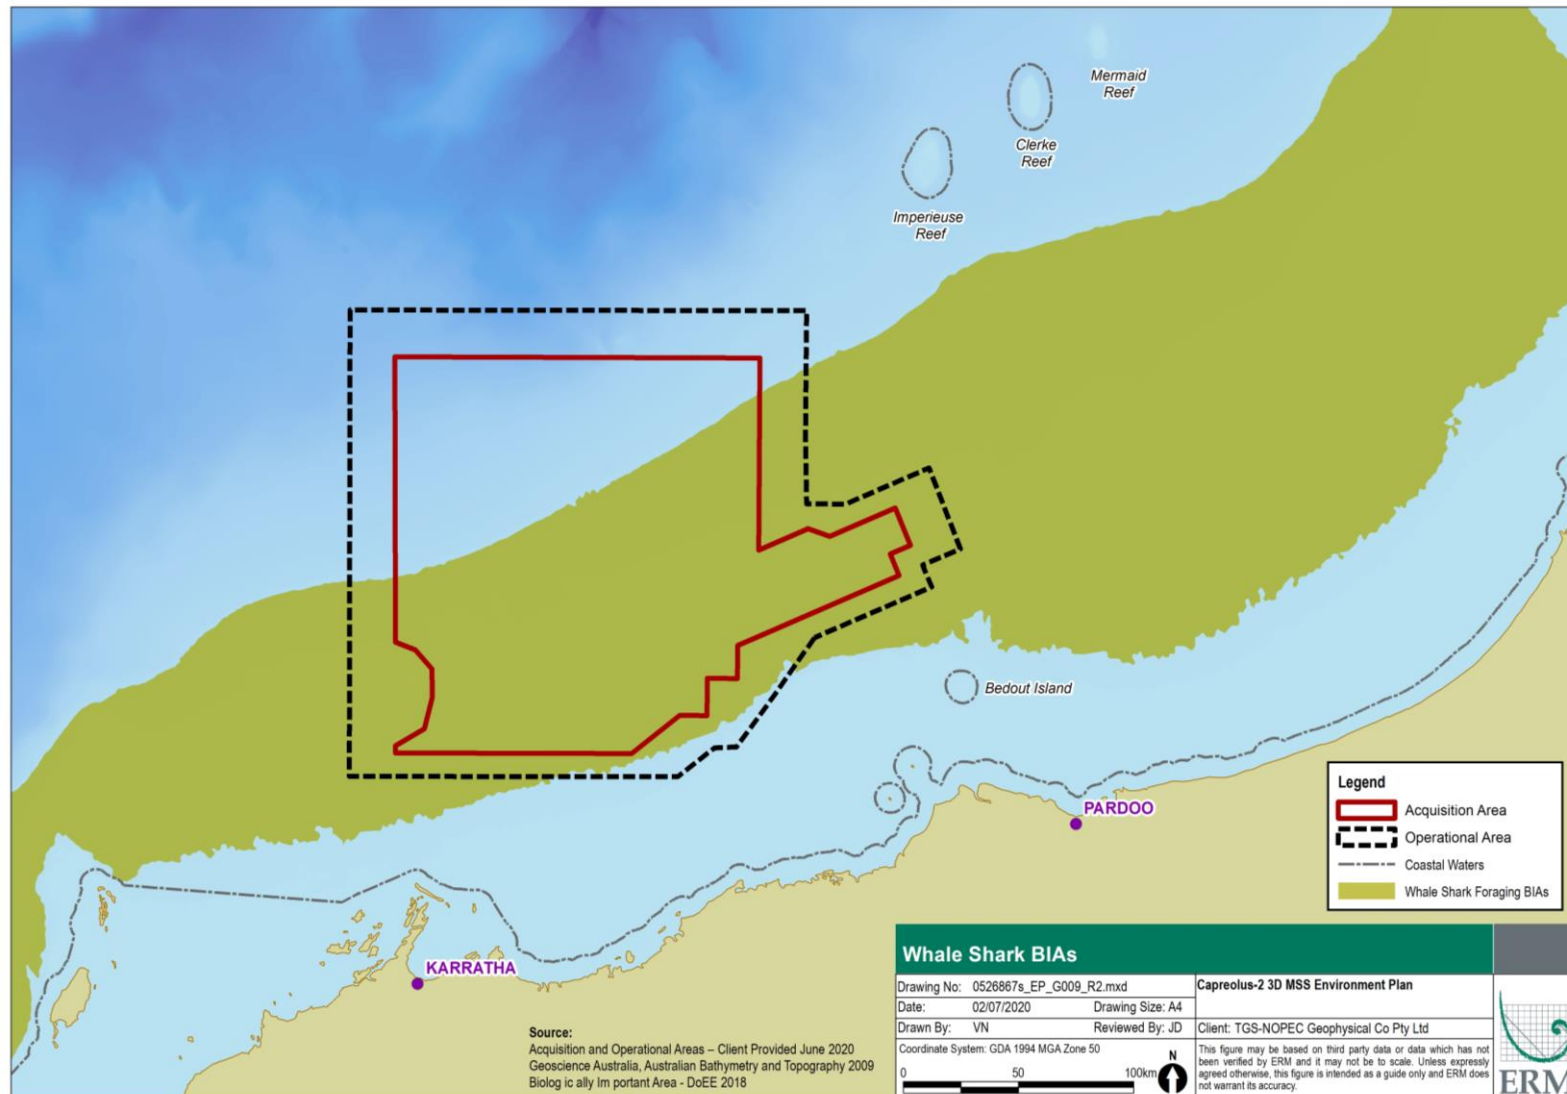 Mermaid
Reef
Clerke
Reef
Imperieuse
Reef
Bedout Island
PARDOO
KARRATHA
Legend
Acquisition Area
Operational Area
Coastal Waters
Whale Shark Foraging BIAs
Source:
Acquisition and Operational Areas – Client Provided June 2020
Geoscience Australia, Australian Bathymetry and Topography 2009
Biolog ic ally Im portant Area - DoEE 2018
Whale Shark BIAs
Drawing No: 0526867s_EP_G009_R2.mxd
Date: 02/07/2020 Drawing Size: A4
Drawn By: VN Reviewed By: JD
Coordinate System: GDA 1994 MGA Zone 50
0 50 100km
N
Capreolus-2 3D MSS Environment Plan
Client: TGS-NOPEC Geophysical Co Pty Ltd
This figure may be based on third party data or data which has not
been verified by ERM and it may not be to scale. Unless expressly
agreed otherwise, this figure is intended as a guide only and ERM does
not warrant its accuracy.
ERM